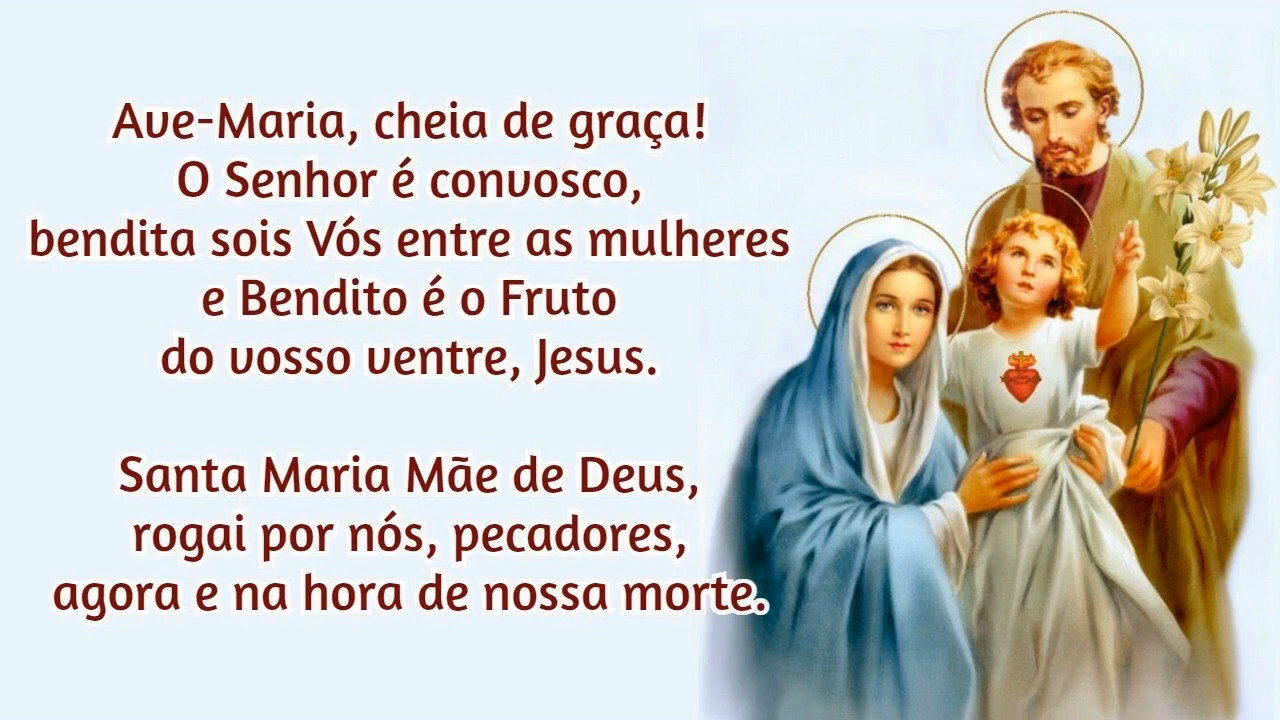 Ave-Maria, cheia de graça!
O Senhor é convosco,
bendita sois Vós entre as mulheres
e Bendito é o Fruto
do vosso ventre, Jesus.
Santa Maria Mãe de Deus,
rogai por nós, pecadores,
agora e na hora de nossa morte.